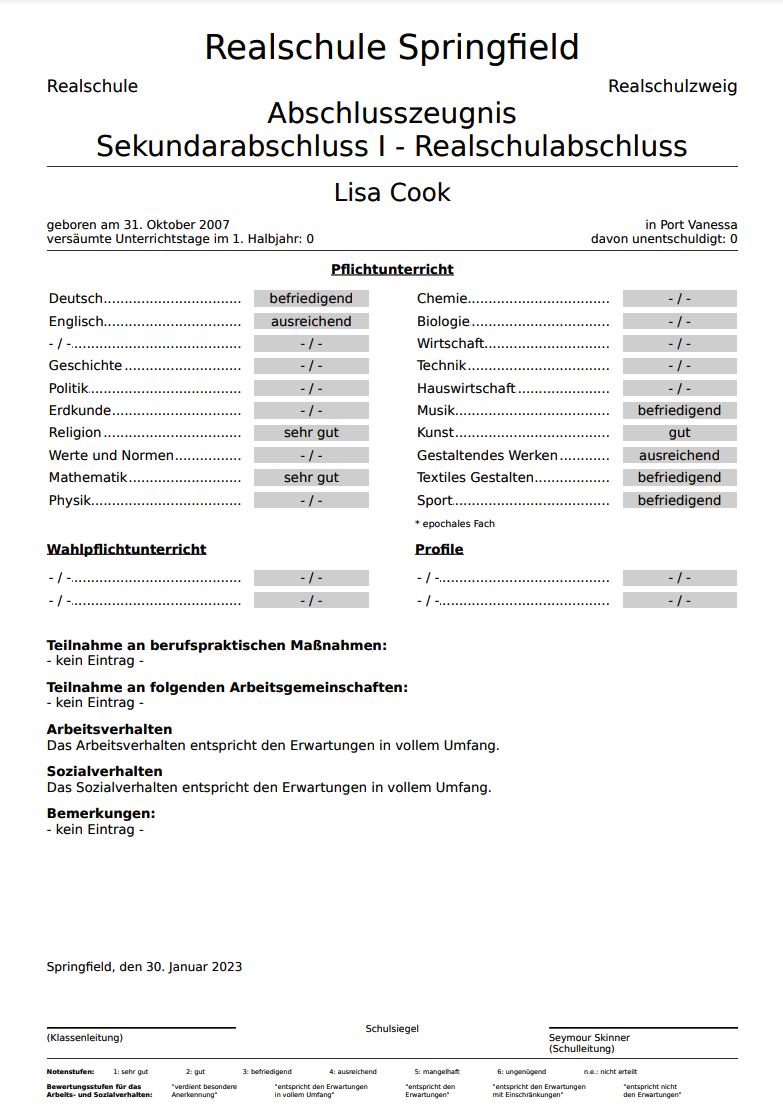 Realschule Springfield
Realschule Realschulzweig
Abschlusszeugnis
Sekundarabschluss I - Realschulabschluss
Lisa Cook
geboren am 31. Oktober 2007 in Port Vanessa
versäumte Unterrichtstage im 1. Halbjahr: 0 davon unentschuldigt: 0
Pflichtunterricht
Deutsch................................. befriedigend Chemie................................. - / -
Englisch................................. ausreichend Biologie................................. - / -
- / -................................. - / - Wirtschaft................................. - / -
Geschichte................................. - / - Technik................................. - / -
Politik................................. - / - Hauswirtschaft................................. - / -
Erdkunde................................. - / - Musik................................. befriedigend
Religion................................. sehr gut Kunst................................. gut
Werte und Normen................. - / - Gestaltendes Werken............ ausreichend
Mathematik........................... sehr gut Textiles Gestalten.................. befriedigend
Physik................................. - / - Sport................................. befriedigend
* epochales Fach
Wahlpflichtunterricht Profile
- / -................................. - / - - / -................................. - / -
- / -................................. - / - - / -................................. - / -
Teilnahme an berufspraktischen Maßnahmen:
- kein Eintrag -
Teilnahme an folgenden Arbeitsgemeinschaften:
- kein Eintrag -
Arbeitsverhalten
Das Arbeitsverhalten entspricht den Erwartungen in vollem Umfang.
Sozialverhalten
Das Sozialverhalten entspricht den Erwartungen in vollem Umfang.
Bemerkungen:
- kein Eintrag -
Springfield, den 30. Januar 2023
Schulsiegel
(Klassenleitung) Seymour Skinner
(Schulleitung)
Notenstufen: 1: sehr gut 2: gut 3: befriedigend 4: ausreichend 5: mangelhaft 6: ungenügend n.e.: nicht erteilt
Bewertungsstufen für das "verdient besondere "entspricht den Erwartungen "entspricht den "entspricht den Erwartungen "entspricht nicht
Arbeits- und Sozialverhalten: Anerkennung" in vollem Umfang" Erwartungen" mit Einschränkungen" den Erwartungen"